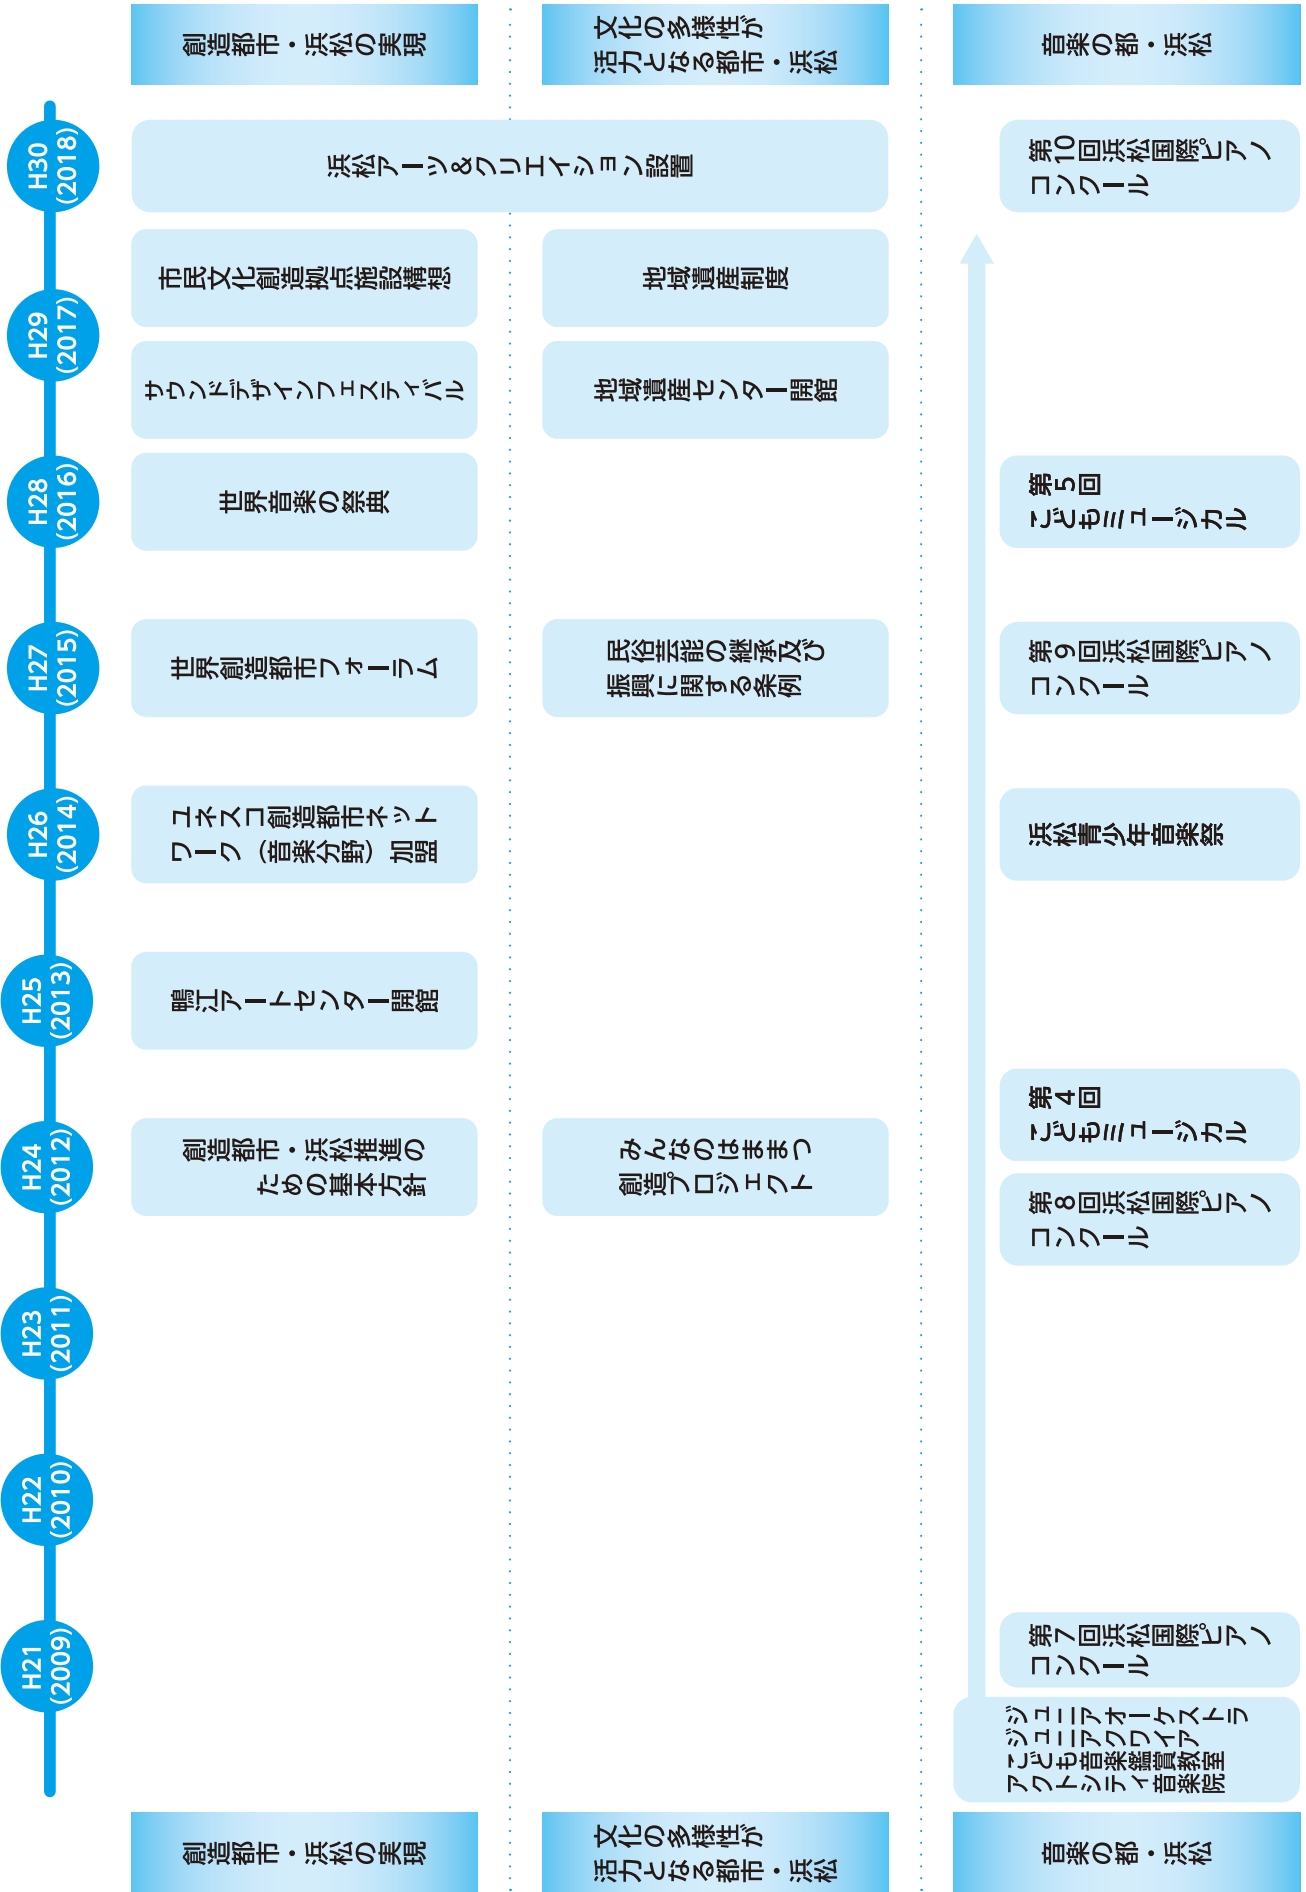 創造都市・浜松の実現
文化の多様性が
活力となる都市・浜松
音楽の都・浜松
H30
(2018)
浜松アーツ&クリエイション設置
第10回浜松国際ピアノ
コンクール
市民文化創造拠点施設構想
地域遺産制度
H29
(2017)
サウンドデザインフェスティバル
地域遺産センター開館
H28
(2016)
世界音楽の祭典
第5回
こどもミュージカル
H27
(2015)
世界創造都市フォーラム
民俗芸能の継承及び
振興に関する条例
第9回浜松国際ピアノ
コンクール
H26
(2014)
ユネスコ創造都市ネット
ワーク（音楽分野）加盟
浜松青少年音楽祭
H25
(2013)
鴨江アートセンター開館
H24
(2012)
創造都市・浜松推進の
ための基本方針
みんなのはままつ
創造プロジェクト
第4回
こどもミュージカル
第8回浜松国際ピアノ
コンクール
H23
(2011)
H22
(2010)
H21
(2009)
第7回浜松国際ピアノ
コンクール
ジュニアオーケストラ
ジュニアクワイア
こども音楽鑑賞教室
アクトシティ音楽院
創造都市・浜松の実現
文化の多様性が
活力となる都市・浜松
音楽の都・浜松